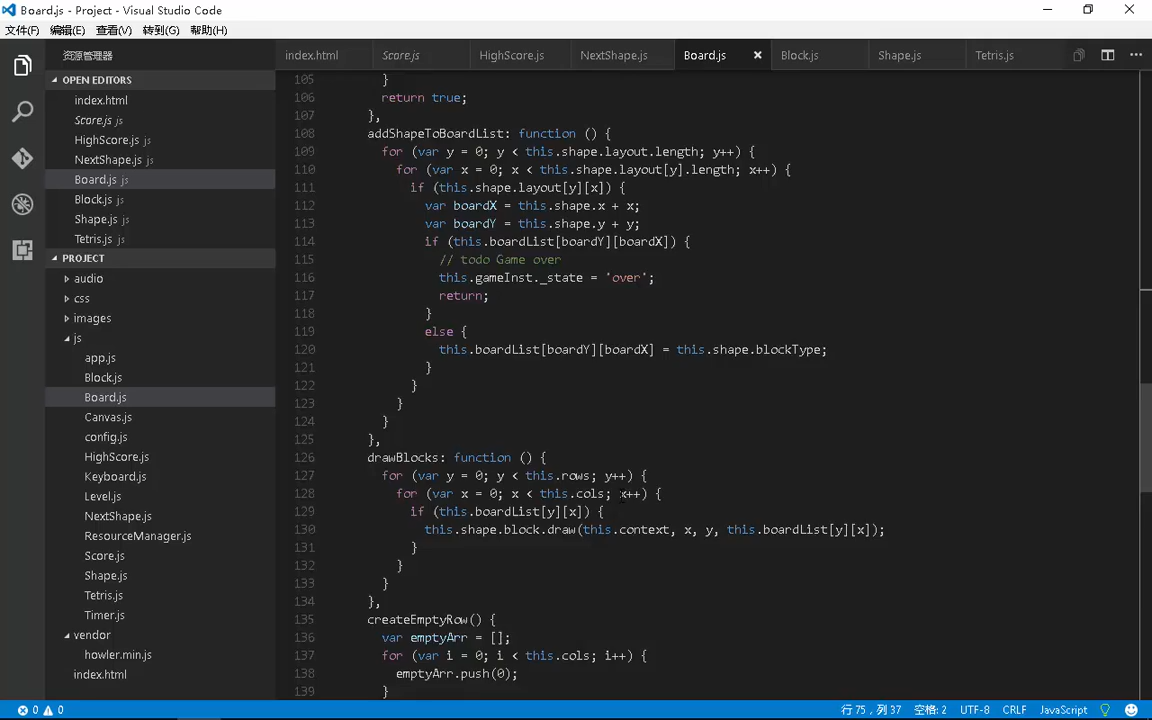 Board.js - Project - Visual Studio Code
文件(F) 编辑(E) 查看(V) 转到(G) 帮助(H)
资源管理器
index.html Score.js HighScore.js NextShape.js Board.js Block.js Shape.js Tetris.js
OPEN EDITORS
index.html
Score.js js
HighScore.js js
NextShape.js js
Board.js js
Block.js js
Shape.js js
Tetris.js js
PROJECT
audio
css
images
js
app.js
Block.js
Board.js
Canvas.js
config.js
HighScore.js
Keyboard.js
Level.js
NextShape.js
ResourceManager.js
Score.js
Shape.js
Tetris.js
Timer.js
vendor
howler.min.js
index.html
105 }
106 return true;
107 },
108 addShapeToBoardList: function () {
109 for (var y = 0; y < this.shape.layout.length; y++) {
110 for (var x = 0; x < this.shape.layout[y].length; x++) {
111 if (this.shape.layout[y][x]) {
112 var boardX = this.shape.x + x;
113 var boardY = this.shape.y + y;
114 if (this.boardList[boardY][boardX]) {
115 // todo Game over
116 this.gameInst._state = 'over';
117 return;
118 }
119 else {
120 this.boardList[boardY][boardX] = this.shape.blockType;
121 }
122 }
123 }
124 }
125 },
126 drawBlocks: function () {
127 for (var y = 0; y < this.rows; y++) {
128 for (var x = 0; x < this.cols; x++) {
129 if (this.boardList[y][x]) {
130 this.shape.block.draw(this.context, x, y, this.boardList[y][x]);
131 }
132 }
133 }
134 },
135 createEmptyRow() {
136 var emptyArr = [];
137 for (var i = 0; i < this.cols; i++) {
138 emptyArr.push(0);
139 }
0 0 行 75，列 37 空格: 2 UTF-8 CRLF JavaScript